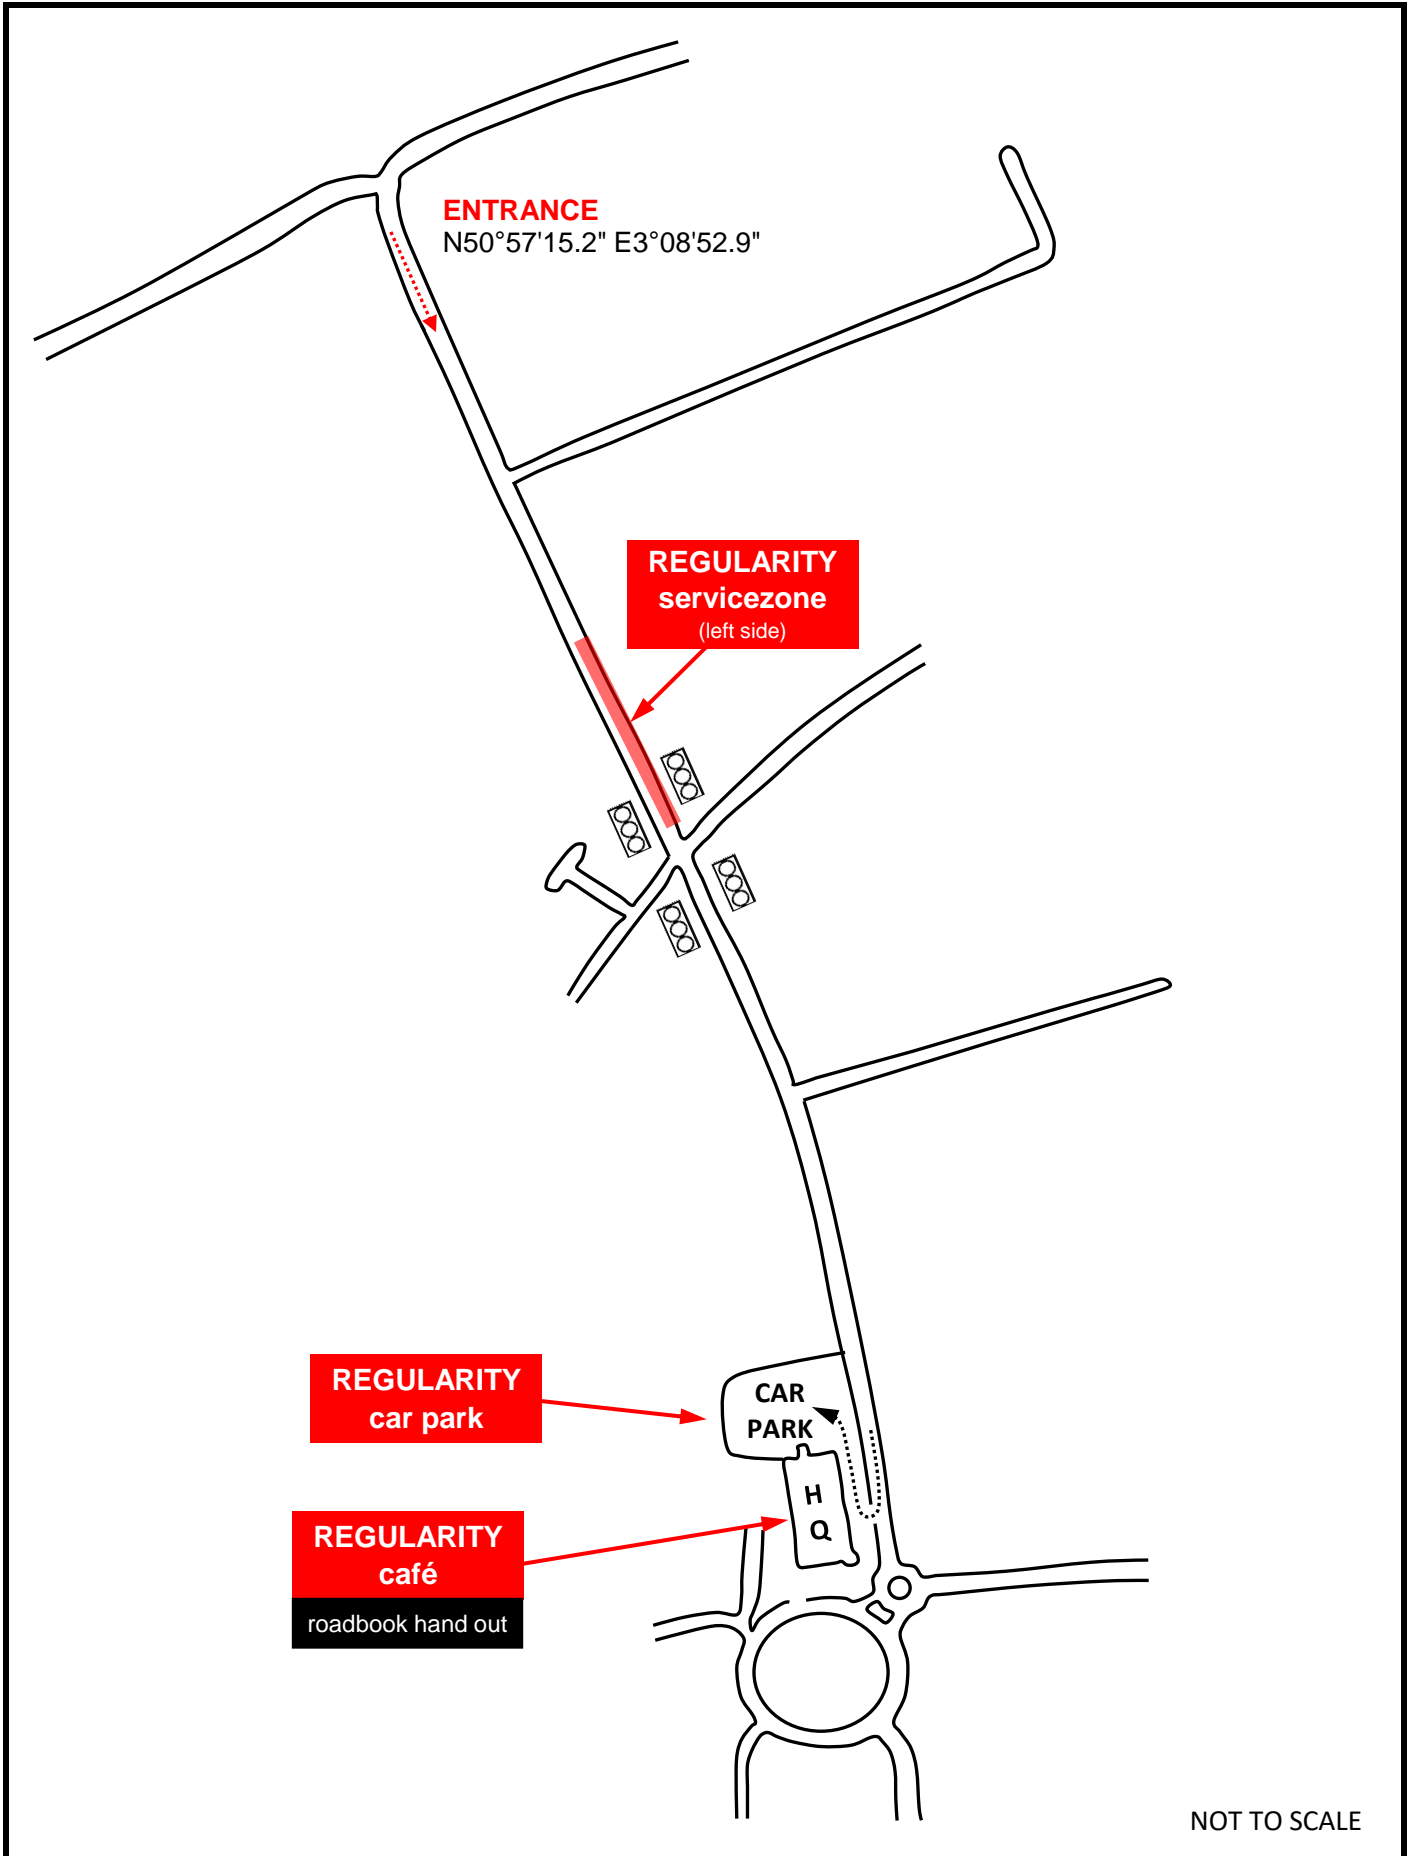 ENTRANCE
N50°57'15.2" E3°08'52.9"
REGULARITY
servicezone
(left side)
REGULARITY
car park
CAR
PARK
H
Q
REGULARITY
café
roadbook hand out
NOT TO SCALE